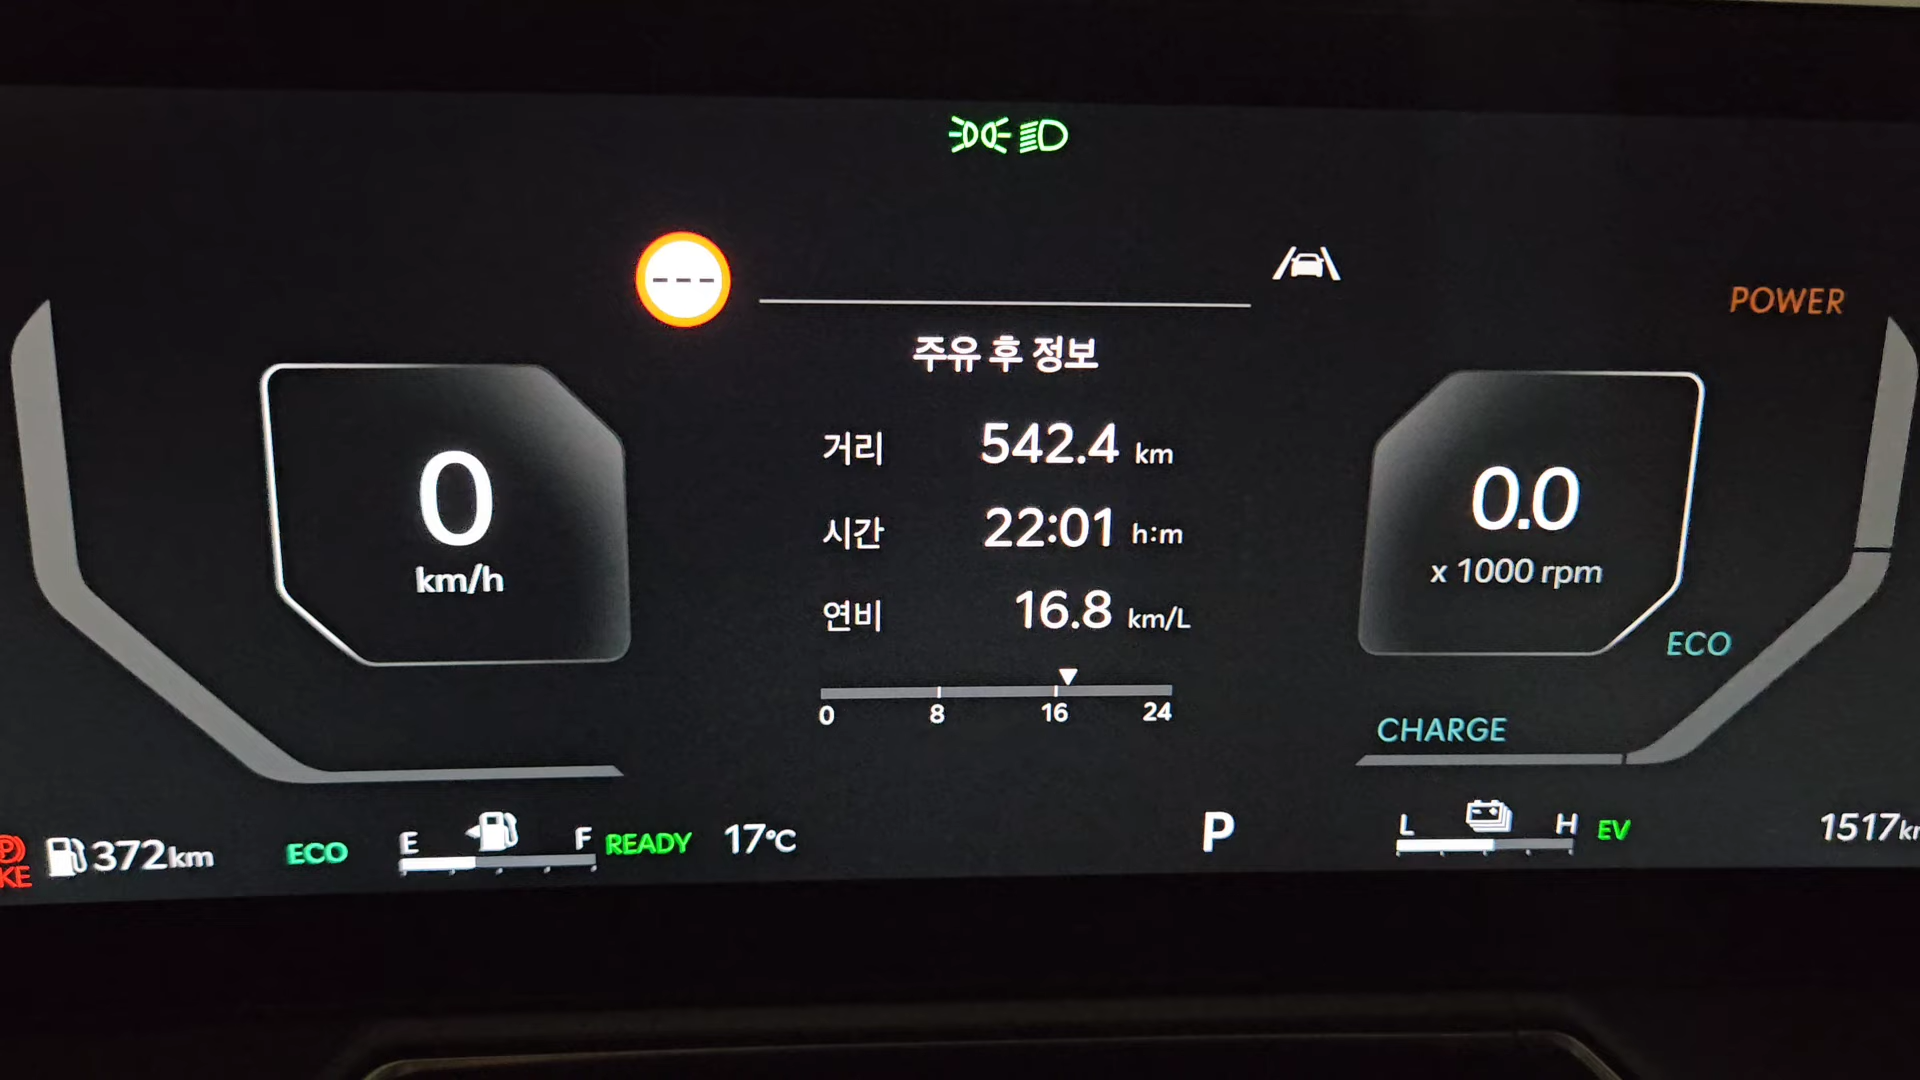 ---
POWER
주유 후 정보
거리 542.4 km
시간 22:01 h:m
연비 16.8 km/L
0 8 16 24
0
km/h
0.0
x 1000 rpm
ECO
CHARGE
372km
ECO
E F
READY
17°C
P
L H
EV
1517